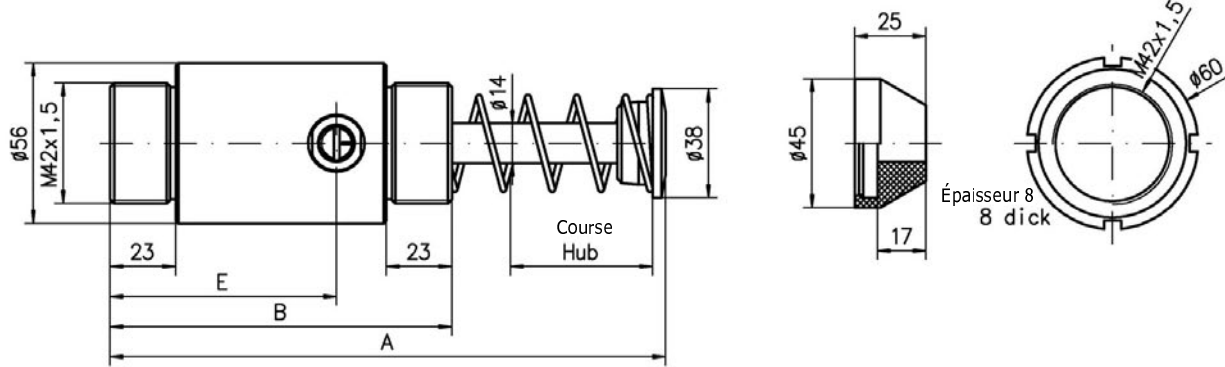 ø56
M42x1,5
23
E
B
A
23
ø14
Course
Hub
ø38
25
ø45
17
Épaisseur 8
8 dick
M42x1,5
ø60